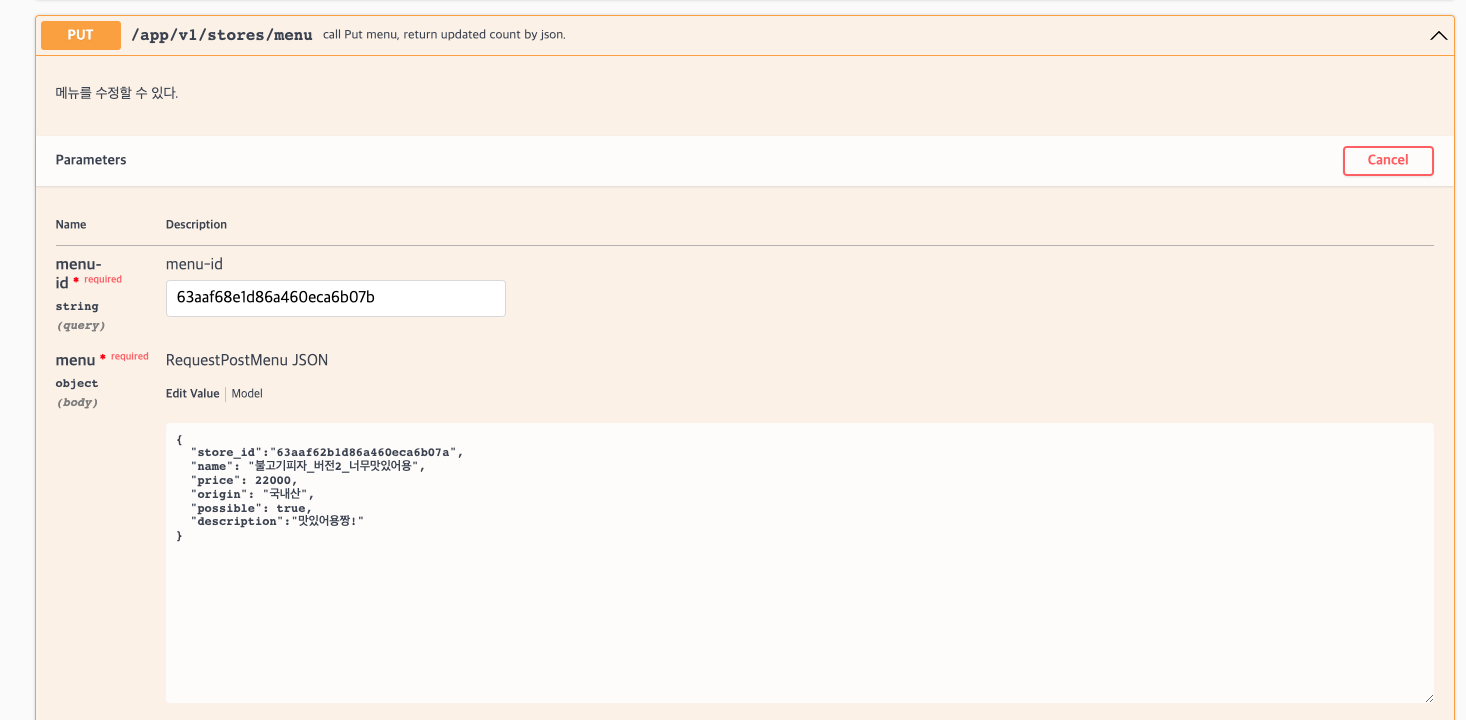 PUT /app/v1/stores/menu call Put menu, return updated count by json.
메뉴를 수정할 수 있다.
Parameters Cancel
Name Description
menu-id * required menu-id
string
(query)
63aaf68e1d86a460eca6b07b
menu * required RequestPostMenu JSON
object
(body)
Edit Value | Model
{
"store_id":"63aaf62b1d86a460eca6b07a",
"name": "불고기피자_버전2_너무맛있어용",
"price": 22000,
"origin": "국내산",
"possible": true,
"description":"맛있어용짱!"
}